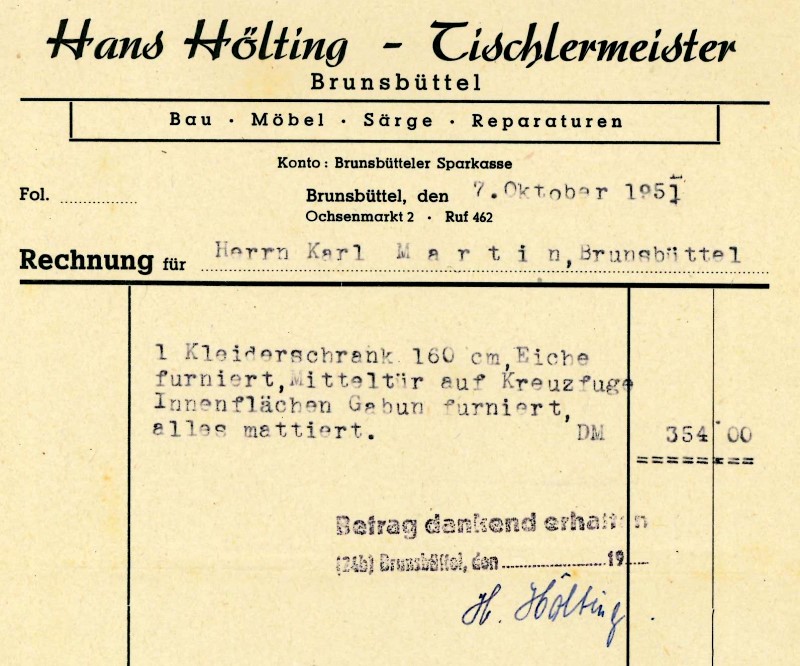 Hans Hölting – Tischlermeister
Brunsbüttel
Bau · Möbel · Särge · Reparaturen
Konto: Brunsbütteler Sparkasse
Fol. ............ Brunsbüttel, den 7.Oktober 1951
Ochsenmarkt 2 · Ruf 462
Rechnung für Herrn Karl M a r t i n, Brunsbüttel
1 Kleiderschrank 160 cm, Eiche
furniert, Mitteltür auf Kreuzfuge
Innenflächen Gabun furniert,
alles mattiert. DM 354 00
=========
Betrag dankend erhalten
(24b) Brunsbüttel, den .................... 19......
H. Hölting.